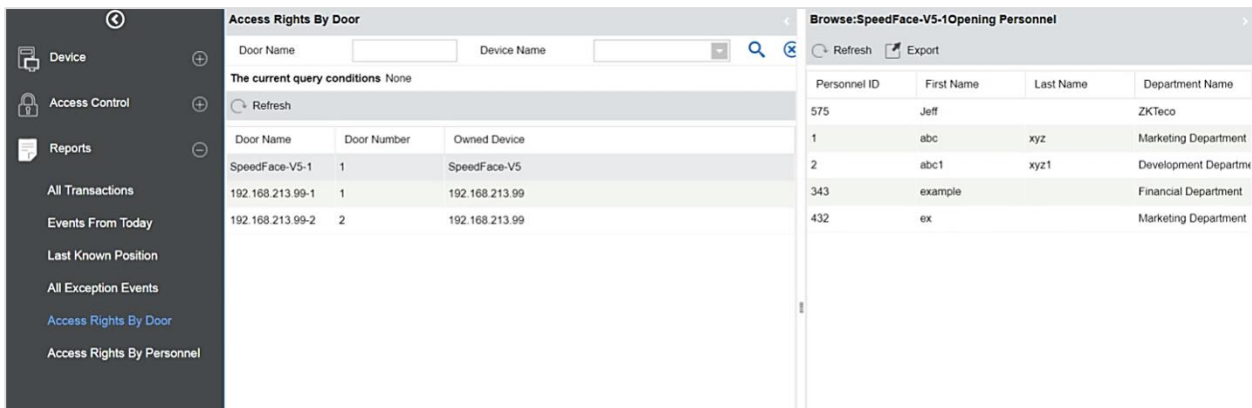 Device
Access Control
Reports
All Transactions
Events From Today
Last Known Position
All Exception Events
Access Rights By Door
Access Rights By Personnel
Access Rights By Door
Door Name Device Name
The current query conditions None
Refresh
Door Name Door Number Owned Device
SpeedFace-V5-1 1 SpeedFace-V5
192.168.213.99-1 1 192.168.213.99
192.168.213.99-2 2 192.168.213.99
Browse:SpeedFace-V5-1Opening Personnel
Refresh Export
Personnel ID First Name Last Name Department Name
575 Jeff ZKTeco
1 abc xyz Marketing Department
2 abc1 xyz1 Development Departme
343 example Financial Department
432 ex Marketing Department